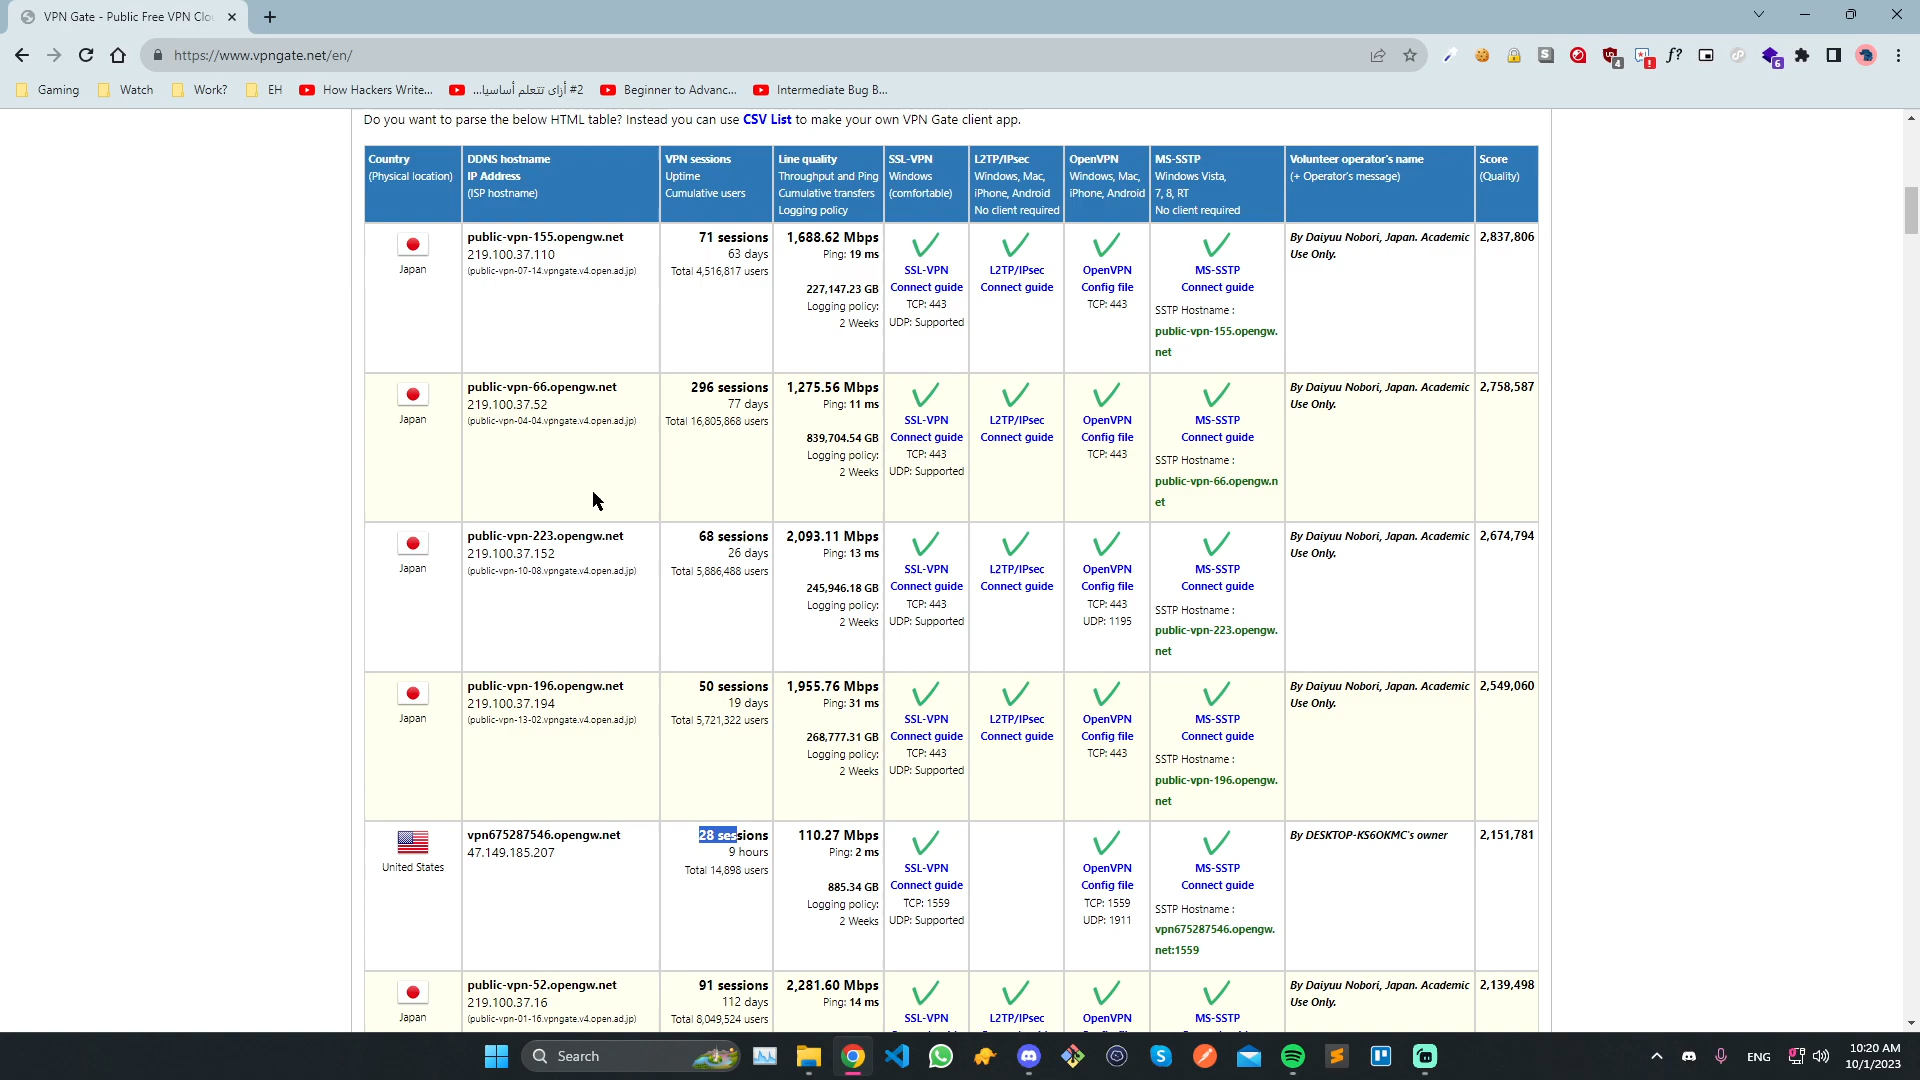 VPN Gate - Public Free VPN Clou
https://www.vpngate.net/en/
4
!
f?
6
Gaming
Watch
Work?
EH
How Hackers Write...
#2 أزاى تتعلم أساسيا...
Beginner to Advanc...
Intermediate Bug B...
Do you want to parse the below HTML table? Instead you can use CSV List to make your own VPN Gate client app.
Country
(Physical location)
DDNS hostname
IP Address
(ISP hostname)
VPN sessions
Uptime
Cumulative users
Line quality
Throughput and Ping
Cumulative transfers
Logging policy
SSL-VPN
Windows
(comfortable)
L2TP/IPsec
Windows, Mac,
iPhone, Android
No client required
OpenVPN
Windows, Mac,
iPhone, Android
MS-SSTP
Windows Vista,
7, 8, RT
No client required
Volunteer operator's name
(+ Operator's message)
Score
(Quality)
Japan
public-vpn-155.opengw.net
219.100.37.110
(public-vpn-07-14.vpngate.v4.open.ad.jp)
71 sessions
63 days
Total 4,516,817 users
1,688.62 Mbps
Ping: 19 ms
227,147.23 GB
Logging policy:
2 Weeks
SSL-VPN
Connect guide
TCP: 443
UDP: Supported
L2TP/IPsec
Connect guide
OpenVPN
Config file
TCP: 443
MS-SSTP
Connect guide
SSTP Hostname :
public-vpn-155.opengw.
net
By Daiyuu Nobori, Japan. Academic
Use Only.
2,837,806
Japan
public-vpn-66.opengw.net
219.100.37.52
(public-vpn-04-04.vpngate.v4.open.ad.jp)
296 sessions
77 days
Total 16,805,868 users
1,275.56 Mbps
Ping: 11 ms
839,704.54 GB
Logging policy:
2 Weeks
SSL-VPN
Connect guide
TCP: 443
UDP: Supported
L2TP/IPsec
Connect guide
OpenVPN
Config file
TCP: 443
MS-SSTP
Connect guide
SSTP Hostname :
public-vpn-66.opengw.n
et
By Daiyuu Nobori, Japan. Academic
Use Only.
2,758,587
Japan
public-vpn-223.opengw.net
219.100.37.152
(public-vpn-10-08.vpngate.v4.open.ad.jp)
68 sessions
26 days
Total 5,886,488 users
2,093.11 Mbps
Ping: 13 ms
245,946.18 GB
Logging policy:
2 Weeks
SSL-VPN
Connect guide
TCP: 443
UDP: Supported
L2TP/IPsec
Connect guide
OpenVPN
Config file
TCP: 443
UDP: 1195
MS-SSTP
Connect guide
SSTP Hostname :
public-vpn-223.opengw.
net
By Daiyuu Nobori, Japan. Academic
Use Only.
2,674,794
Japan
public-vpn-196.opengw.net
219.100.37.194
(public-vpn-13-02.vpngate.v4.open.ad.jp)
50 sessions
19 days
Total 5,721,322 users
1,955.76 Mbps
Ping: 31 ms
268,777.31 GB
Logging policy:
2 Weeks
SSL-VPN
Connect guide
TCP: 443
UDP: Supported
L2TP/IPsec
Connect guide
OpenVPN
Config file
TCP: 443
MS-SSTP
Connect guide
SSTP Hostname :
public-vpn-196.opengw.
net
By Daiyuu Nobori, Japan. Academic
Use Only.
2,549,060
United States
vpn675287546.opengw.net
47.149.185.207
28 sessions
9 hours
Total 14,898 users
110.27 Mbps
Ping: 2 ms
885.34 GB
Logging policy:
2 Weeks
SSL-VPN
Connect guide
TCP: 1559
UDP: Supported
OpenVPN
Config file
TCP: 1559
UDP: 1911
MS-SSTP
Connect guide
SSTP Hostname :
vpn675287546.opengw.
net:1559
By DESKTOP-KS6OKMC's owner
2,151,781
Japan
public-vpn-52.opengw.net
219.100.37.16
(public-vpn-01-16.vpngate.v4.open.ad.jp)
91 sessions
112 days
Total 8,049,524 users
2,281.60 Mbps
Ping: 14 ms
SSL-VPN
L2TP/IPsec
OpenVPN
MS-SSTP
By Daiyuu Nobori, Japan. Academic
Use Only.
2,139,498
Search
ENG
10:20 AM
10/1/2023